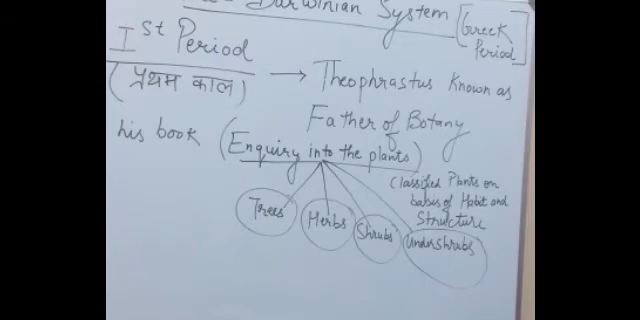 Darwinian System [Greek Period]
Ist Period
(प्रथम काल) → Theophrastus Known as
Father of Botany
his book (Enquiry into the plants)
Classified Plants on
babies of Habit and
Structure
Trees Herbs Shrubs Undershrubs